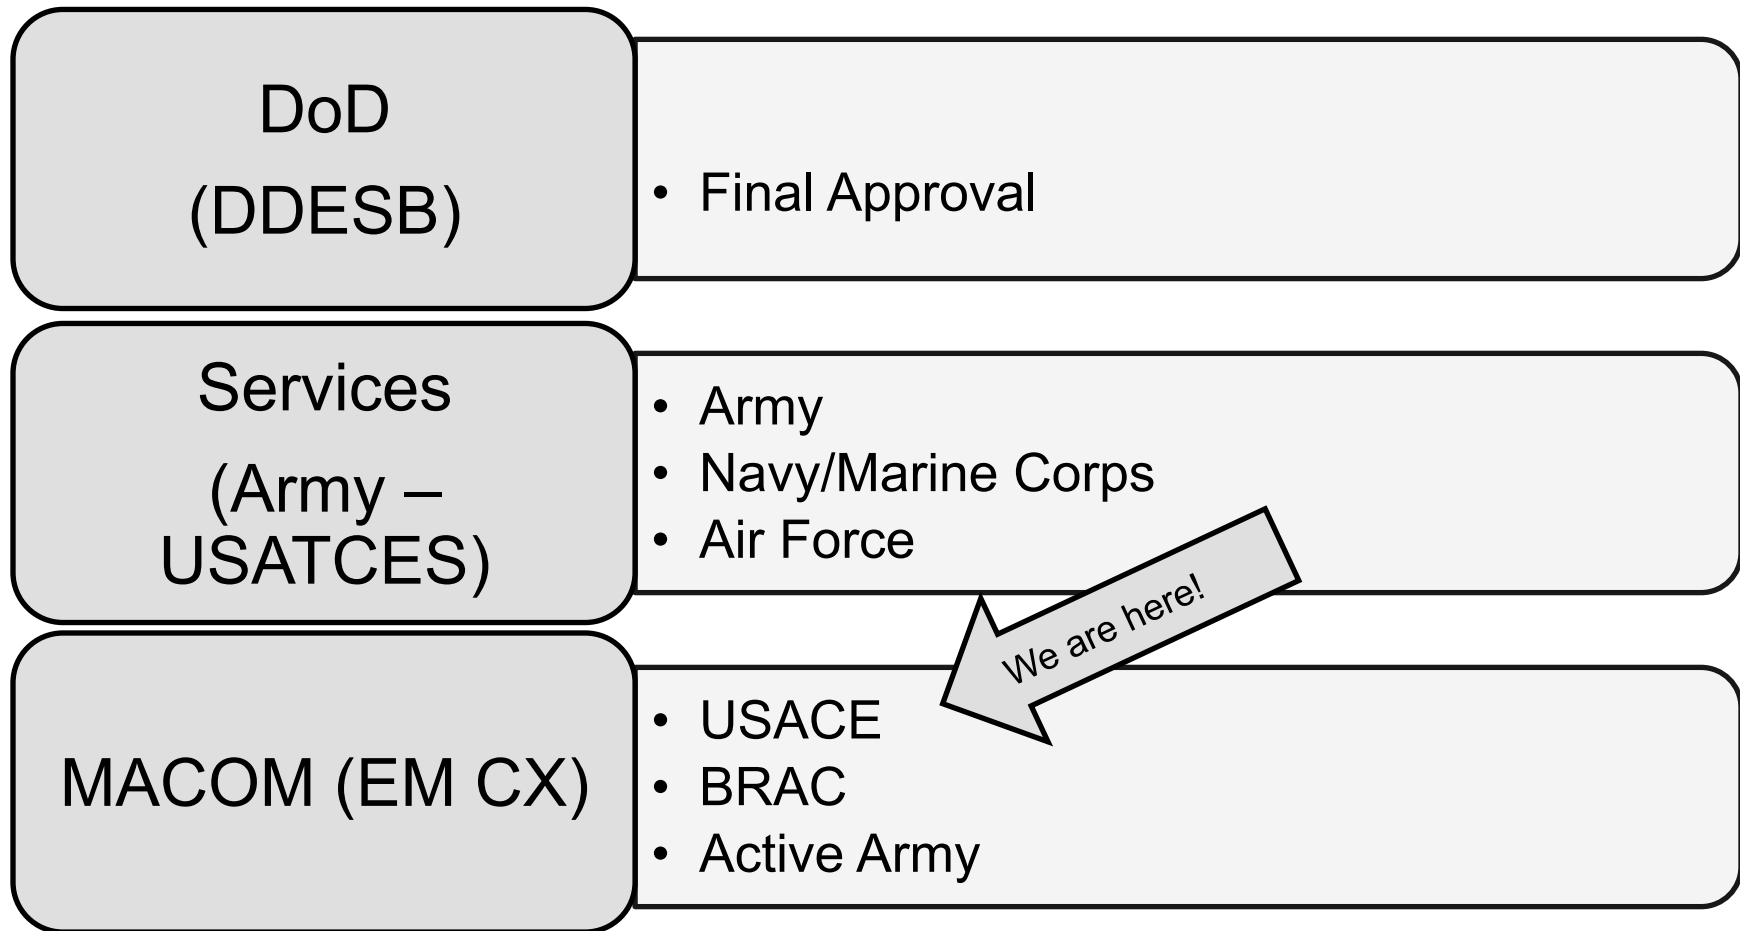 DoD
(DDESB)
• Final Approval
Services
(Army –
USATCES)
• Army
• Navy/Marine Corps
• Air Force
We are here!
MACOM (EM CX)
• USACE
• BRAC
• Active Army